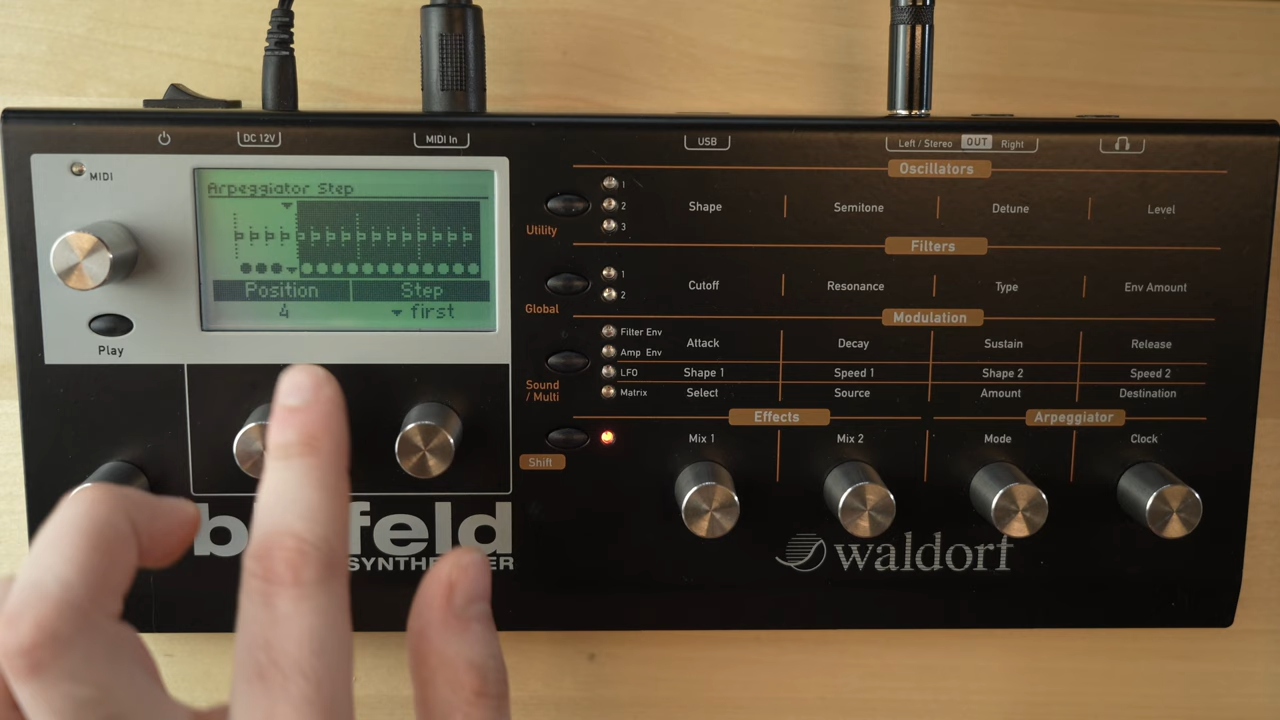 DC 12V
MIDI In
USB
Left / Stereo OUT Right
MIDI
Play
Arpeggiator Step
Position Step
4 first
Utility
Global
Sound
/ Multi
Shift
1
2
3
1
2
Filter Env
Amp Env
LFO
Matrix
Oscillators
Shape Semitone Detune Level
Filters
Cutoff Resonance Type Env Amount
Modulation
Attack Decay Sustain Release
Shape 1 Speed 1 Shape 2 Speed 2
Select Source Amount Destination
Effects Arpeggiator
Mix 1 Mix 2 Mode Clock
waldorf